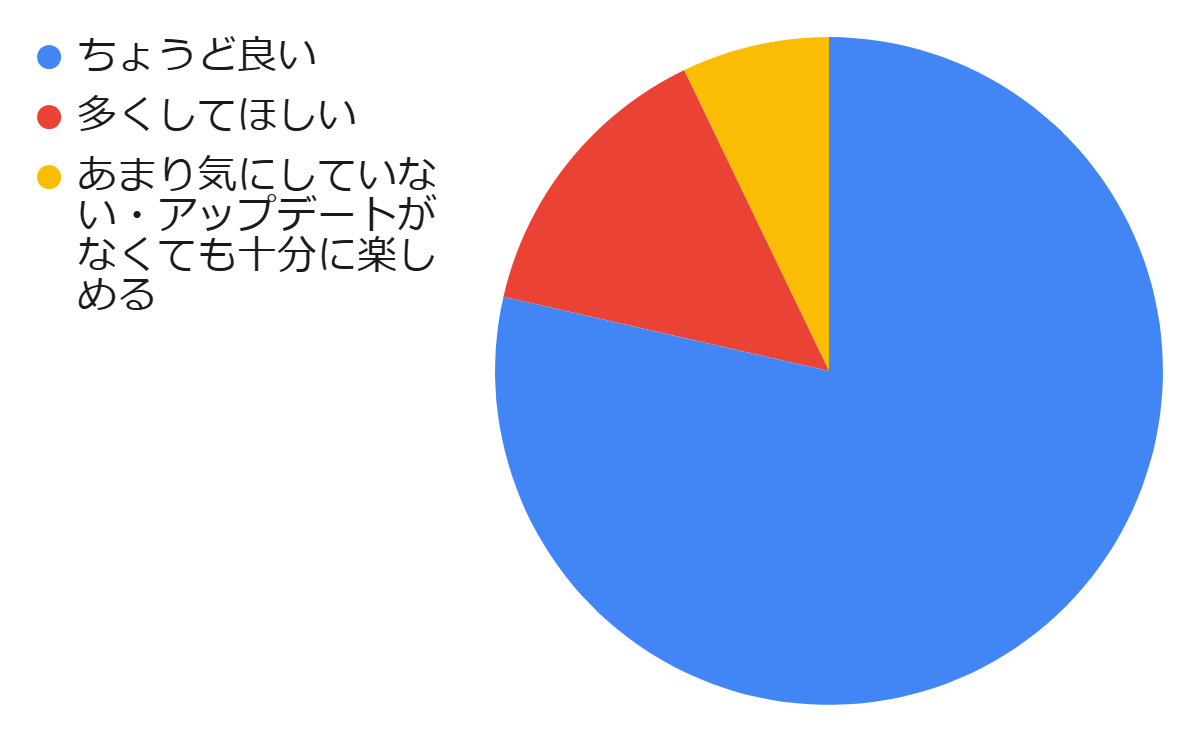 ちょうど良い
多くしてほしい
あまり気にしていな
い・アップデートが
なくても十分に楽し
める